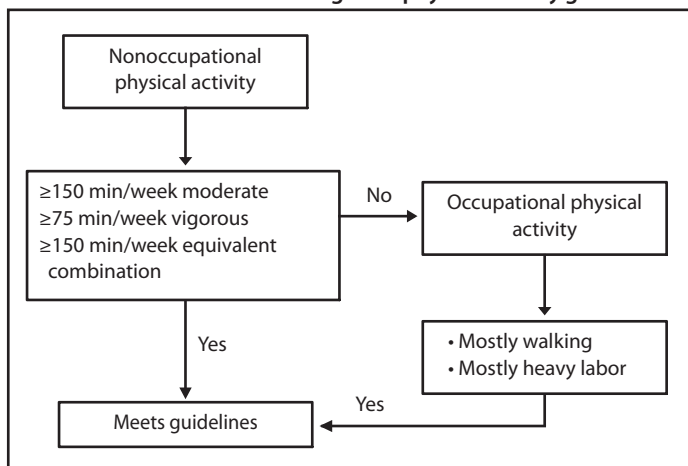 Nonoccupational
physical activity
≥150 min/week moderate
≥75 min/week vigorous
≥150 min/week equivalent
combination
No
Occupational physical
activity
Yes
• Mostly walking
• Mostly heavy labor
Yes
Meets guidelines